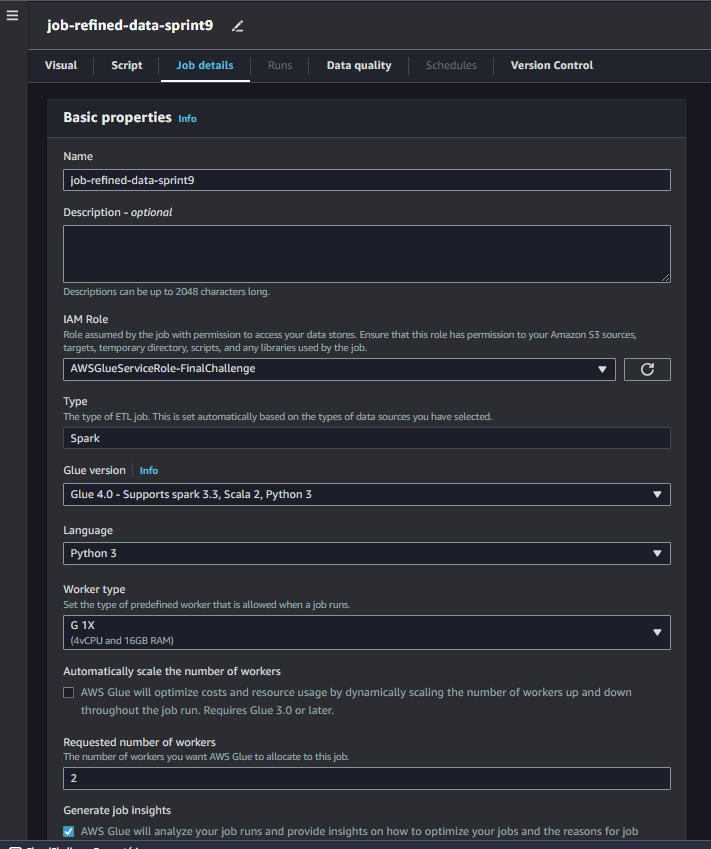 job-refined-data-sprint9
Visual Script Job details Runs Data quality Schedules Version Control
Basic properties Info
Name
job-refined-data-sprint9
Description - optional
Descriptions can be up to 2048 characters long.
IAM Role
Role assumed by the job with permission to access your data stores. Ensure that this role has permission to your Amazon S3 sources,
targets, temporary directory, scripts, and any libraries used by the job.
AWSGlueServiceRole-FinalChallenge
Type
The type of ETL job. This is set automatically based on the types of data sources you have selected.
Spark
Glue version Info
Glue 4.0 - Supports spark 3.3, Scala 2, Python 3
Language
Python 3
Worker type
Set the type of predefined worker that is allowed when a job runs.
G 1X
(4vCPU and 16GB RAM)
Automatically scale the number of workers
AWS Glue will optimize costs and resource usage by dynamically scaling the number of workers up and down
throughout the job run. Requires Glue 3.0 or later.
Requested number of workers
The number of workers you want AWS Glue to allocate to this job.
2
Generate job insights
AWS Glue will analyze your job runs and provide insights on how to optimize your jobs and the reasons for job